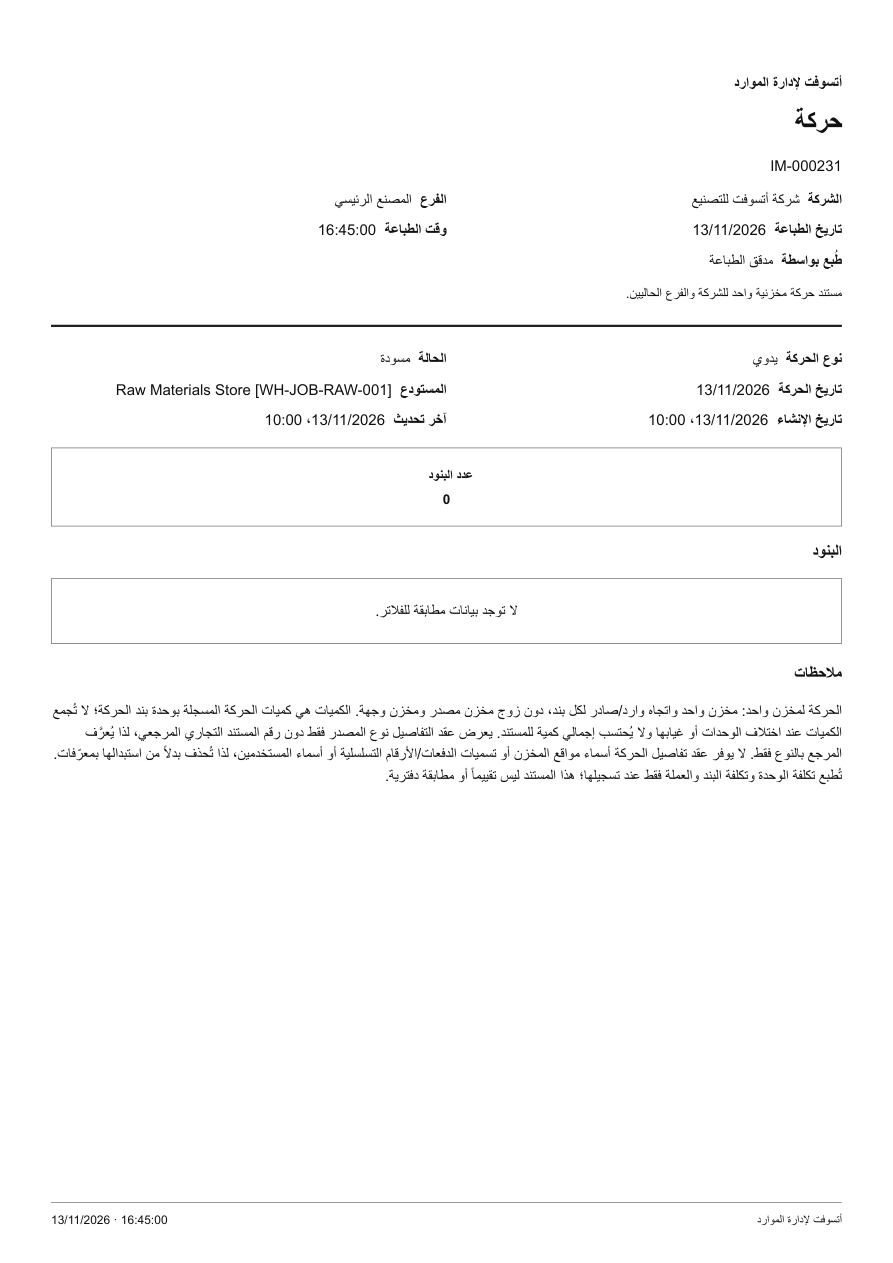 أتسوفت لإدارة الموارد
حركة
IM-000231
الشركة شركة أتسوفت للتصنيع الفرع المصنع الرئيسي
تاريخ الطباعة 13/11/2026 وقت الطباعة 16:45:00
طُبع بواسطة مدقق الطباعة
مستند حركة مخزنية واحد للشركة والفرع الحاليين.
نوع الحركة يدوي الحالة مسودة
تاريخ الحركة 13/11/2026 المستودع Raw Materials Store [WH-JOB-RAW-001]
تاريخ الإنشاء 13/11/2026، 10:00 آخر تحديث 13/11/2026، 10:00
عدد البنود
0
البنود
لا توجد بيانات مطابقة للفلاتر.
ملاحظات
الحركة لمخزن واحد: مخزن واحد واتجاه وارد/صادر لكل بند، دون زوج مخزن مصدر ومخزن وجهة. الكميات هي كميات الحركة المسجلة بوحدة بند الحركة؛ لا تُجمع
الكميات عند اختلاف الوحدات أو غيابها ولا يُحتسب إجمالي كمية للمستند. يعرض عقد التفاصيل نوع المصدر فقط دون رقم المستند التجاري المرجعي، لذا يُعرَّف
المرجع بالنوع فقط. لا يوفر عقد تفاصيل الحركة أسماء مواقع المخزن أو تسميات الدفعات/الأرقام التسلسلية أو أسماء المستخدمين، لذا تُحذف بدلاً من استبدالها بمعرّفات.
تُطبع تكلفة الوحدة وتكلفة البند والعملة فقط عند تسجيلها؛ هذا المستند ليس تقييماً أو مطابقة دفترية.
أتسوفت لإدارة الموارد 13/11/2026 · 16:45:00